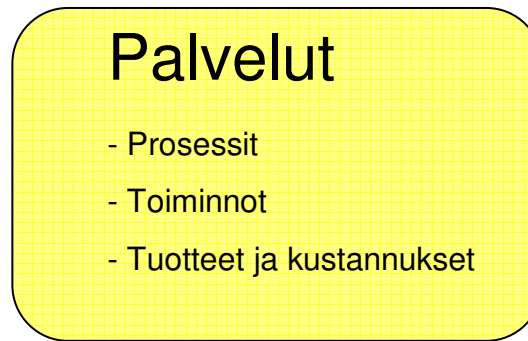 Palvelut
- Prosessit
- Toiminnot
- Tuotteet ja kustannukset